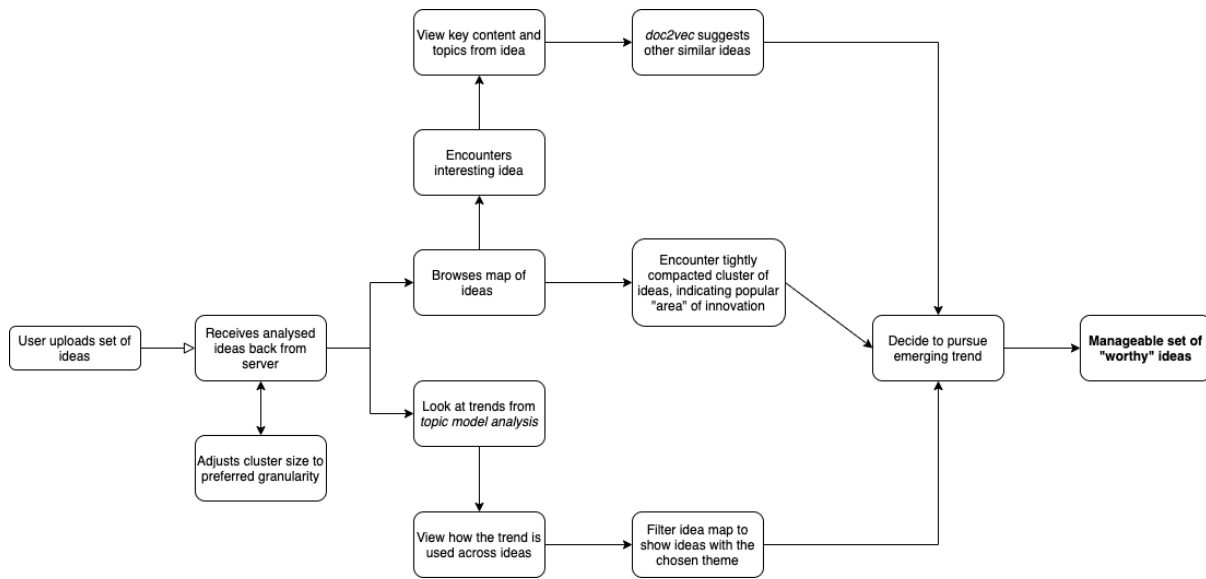 View key content and
topics from idea
doc2vec suggests
other similar ideas
Encounters
interesting idea
Browses map of
ideas
Encounter tightly
compacted cluster of
ideas, indicating popular
"area" of innovation
User uploads set of
ideas
Receives analysed
ideas back from
server
Decide to pursue
emerging trend
Manageable set of
"worthy" ideas
Look at trends from
topic model analysis
Adjusts cluster size to
preferred granularity
View how the trend is
used across ideas
Filter idea map to
show ideas with the
chosen theme